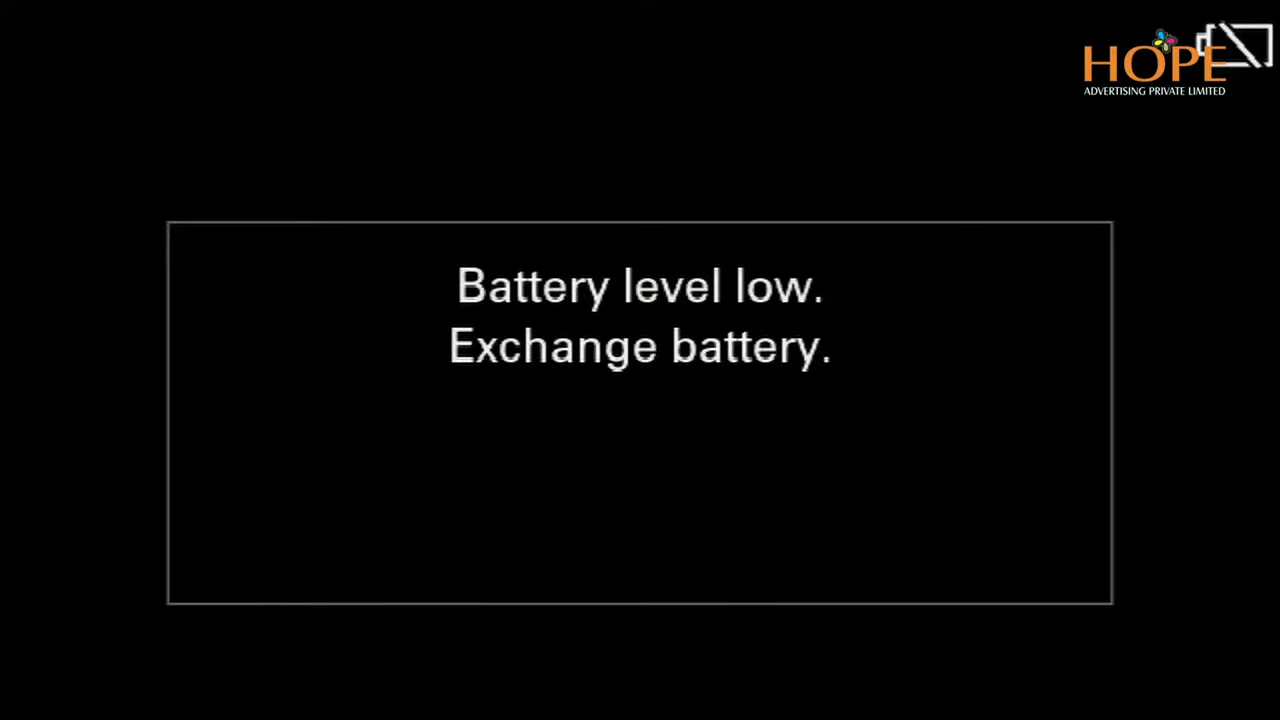 HOPE
ADVERTISING PRIVATE LIMITED
Battery level low.
Exchange battery.